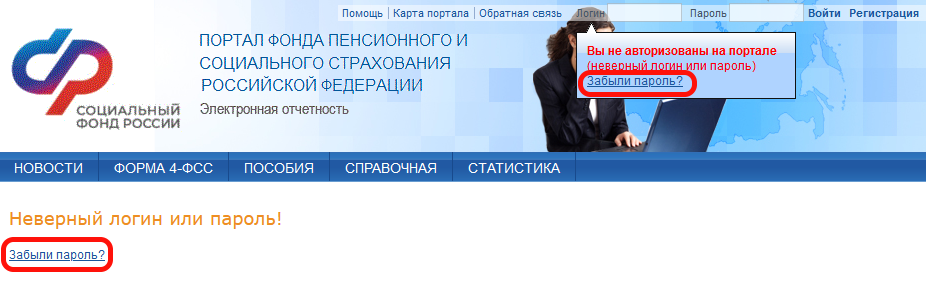 Помощь | Карта портала | Обратная связь Логин Пароль Войти Регистрация
ПОРТАЛ ФОНДА ПЕНСИОННОГО И
СОЦИАЛЬНОГО СТРАХОВАНИЯ
РОССИЙСКОЙ ФЕДЕРАЦИИ
Электронная отчетность
СОЦИАЛЬНЫЙ
ФОНД РОССИИ
Вы не авторизованы на портале
(неверный логин или пароль)
Забыли пароль?
НОВОСТИ ФОРМА 4-ФСС ПОСОБИЯ СПРАВОЧНАЯ СТАТИСТИКА
Неверный логин или пароль!
Забыли пароль?